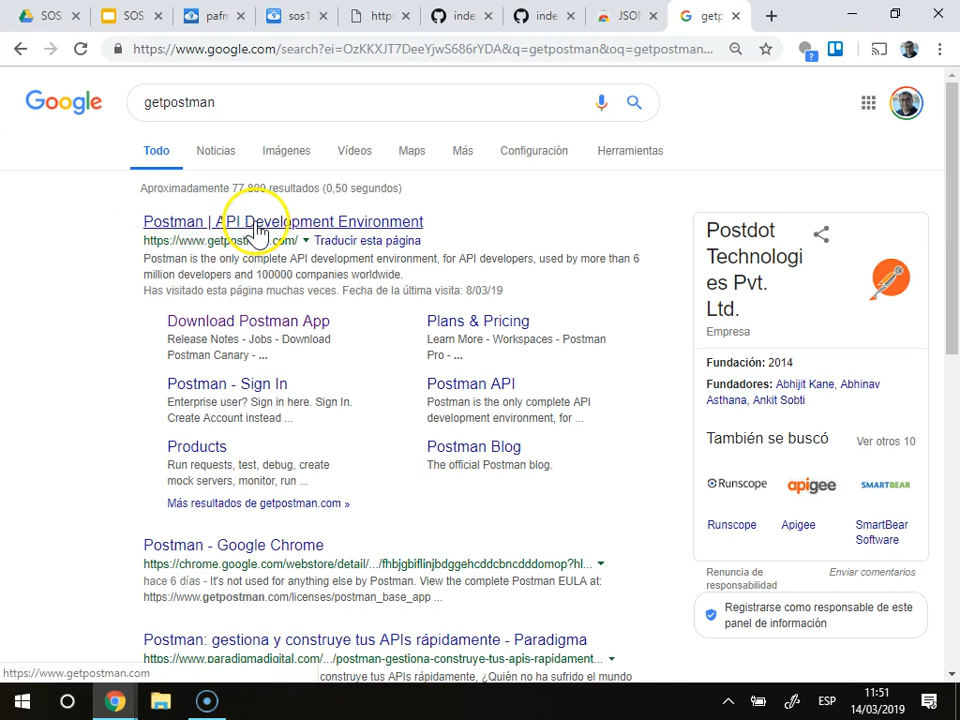 SOS
SOS
pafn
sos1
https
inde
inde
JSON
getp
https://www.google.com/search?ei=OzKKXJT7DeeYjwS686rYDA&q=getpostman&oq=getpostman...
Google
getpostman
Todo
Noticias
Imágenes
Vídeos
Maps
Más
Configuración
Herramientas
Aproximadamente 77.800 resultados (0,50 segundos)
Postman | API Development Environment
https://www.getpostman.com/ Traducir esta página
Postman is the only complete API development environment, for API developers, used by more than 6
million developers and 100000 companies worldwide.
Has visitado esta página muchas veces. Fecha de la última visita: 8/03/19
Download Postman App
Release Notes - Jobs - Download
Postman Canary - ...
Plans & Pricing
Learn More - Workspaces - Postman
Pro - ...
Postman - Sign In
Enterprise user? Sign in here. Sign In.
Create Account instead ...
Postman API
Postman is the only complete API
development environment, for ...
Products
Run requests, test, debug, create
mock servers, monitor, run ...
Postman Blog
The official Postman blog.
Más resultados de getpostman.com »
Postman - Google Chrome
https://chrome.google.com/webstore/detail/.../fhbjgbiflinjbdggehcddcbncdddomop?hl...
hace 6 días - It's not used for anything else by Postman. View the complete Postman EULA at:
https://www.getpostman.com/licenses/postman_base_app ...
Postman: gestiona y construye tus APIs rápidamente - Paradigma
https://www.paradigmadigital.com/.../postman-gestiona-construye-tus-apis-rapidament...
construye tus APIs rápidamente, ¿Quién no ha sufrido el mundo
Postdot
Technologi
es Pvt.
Ltd.
Empresa
Fundación: 2014
Fundadores: Abhijit Kane, Abhinav
Asthana, Ankit Sobti
También se buscó
Ver otros 10
Runscope
apigee
SMARTBEAR
Runscope
Apigee
SmartBear
Software
Renuncia de
responsabilidad
Enviar comentarios
Registrarse como responsable de este
panel de información
https://www.getpostman.com
ESP
11:51
14/03/2019